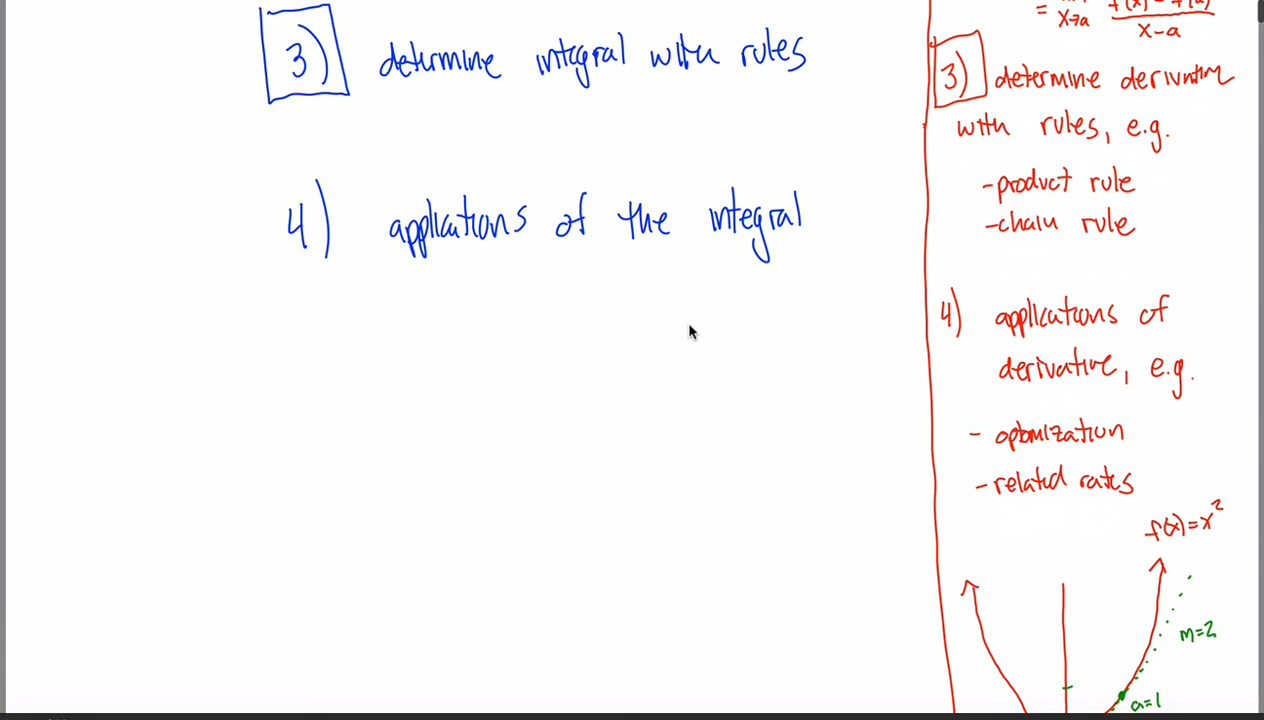 3) determine integral with rules
4) applications of the integral
= lim x→a f(x) - f(a) / x-a
3) determine derivative
with rules, e.g.
-product rule
-chain rule
4) applications of
derivative, e.g.
- optimization
-related rates
f(x)=x²
m=2
a=1